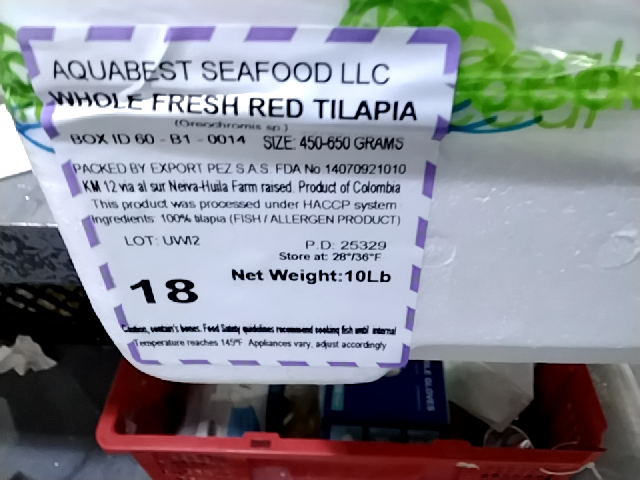 AQUABEST SEAFOOD LLC
WHOLE FRESH RED TILAPIA
(Oreochromis sp.)
BOX ID 60 - B1 - 0014 SIZE: 450-650 GRAMS
PACKED BY EXPORT PEZ S.A.S. FDA No 14070921010
KM 12 via al sur Neiva-Huila Farm raised. Product of Colombia
This product was processed under HACCP system
Ingredients: 100% tilapia (FISH / ALLERGEN PRODUCT)
LOT: UWI2 P.D: 25329
Store at: 28°/36°F
18 Net Weight:10Lb
Caution, contain's bones. Food Safety guidelines recommend cooking fish until internal
Temperature reaches 145°F Appliances vary, adjust accordingly
GLOVES